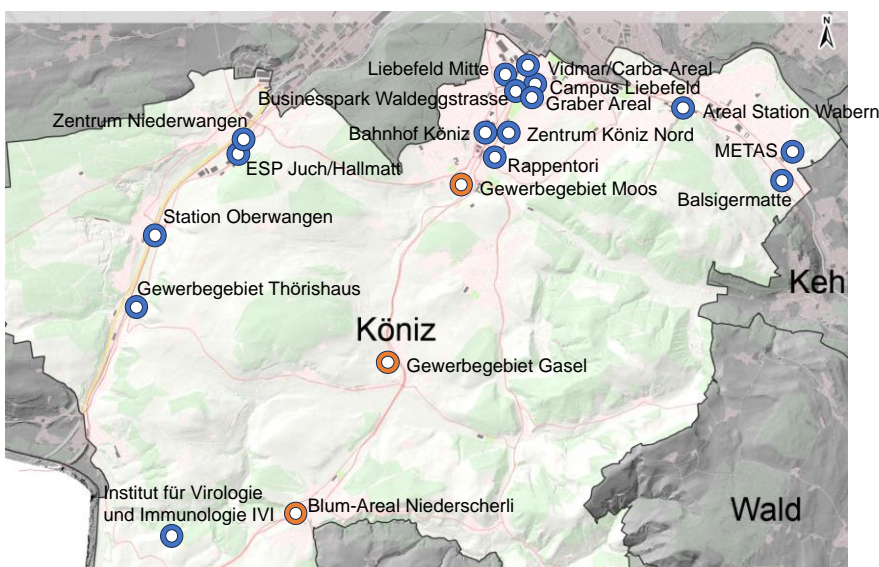 N
Liebefeld Mitte
Vidmar/Carba-Areal
Campus Liebefeld
Businesspark Waldeggstrasse
Graber Areal
Areal Station Wabern
Zentrum Niederwangen
Bahnhof Köniz
Zentrum Köniz Nord
METAS
ESP Juch/Hallmatt
Rappentori
Gewerbegebiet Moos
Balsigermatte
Station Oberwangen
Keh
Gewerbegebiet Thörishaus
Köniz
Gewerbegebiet Gasel
Institut für Virologie
und Immunologie IVI
Blum-Areal Niederscherli
Wald